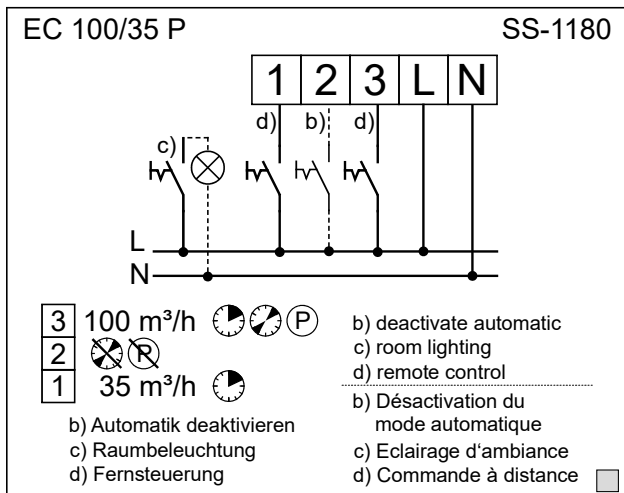 EC 100/35 P SS-1180
1 2 3 L N
d) b) d)
c)
L
N
3 100 m³/h P
2 P
1 35 m³/h
b) Automatik deaktivieren
c) Raumbeleuchtung
d) Fernsteuerung
b) deactivate automatic
c) room lighting
d) remote control
b) Désactivation du
mode automatique
c) Eclairage d‘ambiance
d) Commande à distance